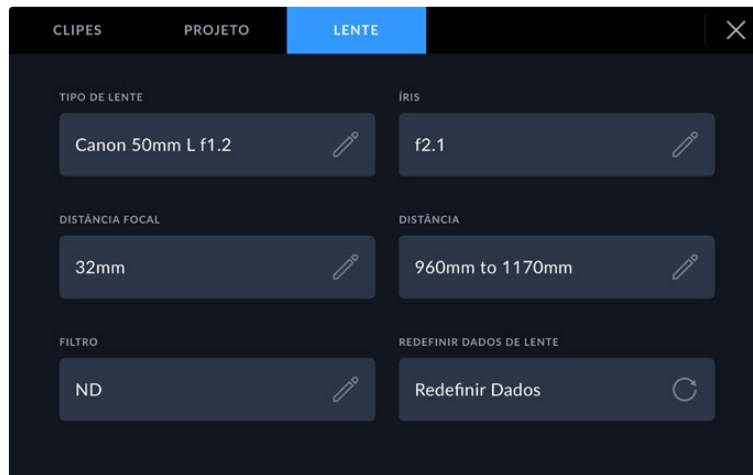 CLIPES PROJETO LENTE
TIPO DE LENTE ÍRIS
Canon 50mm L f1.2 f2.1
DISTÂNCIA FOCAL DISTÂNCIA
32mm 960mm to 1170mm
FILTRO REDEFINIR DADOS DE LENTE
ND Redefinir Dados